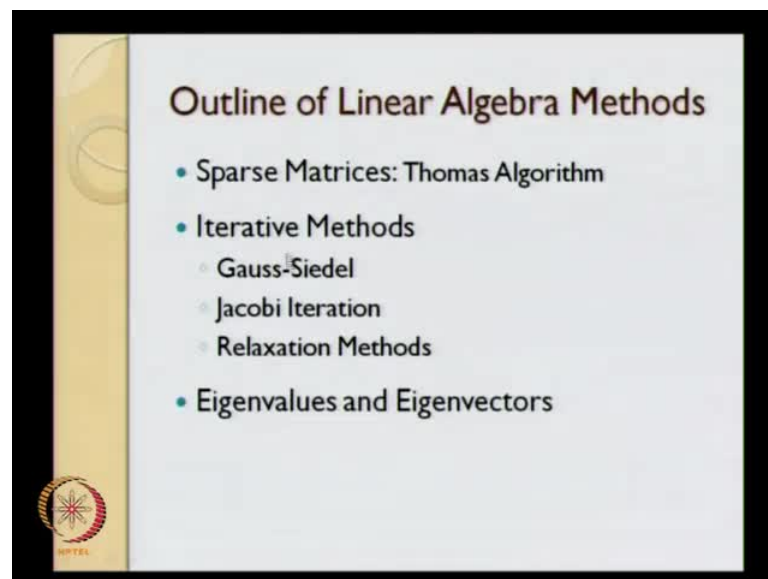 Outline of Linear Algebra Methods
Sparse Matrices: Thomas Algorithm
Iterative Methods
Gauss-Siedel
Jacobi Iteration
Relaxation Methods
Eigenvalues and Eigenvectors
NPTEL